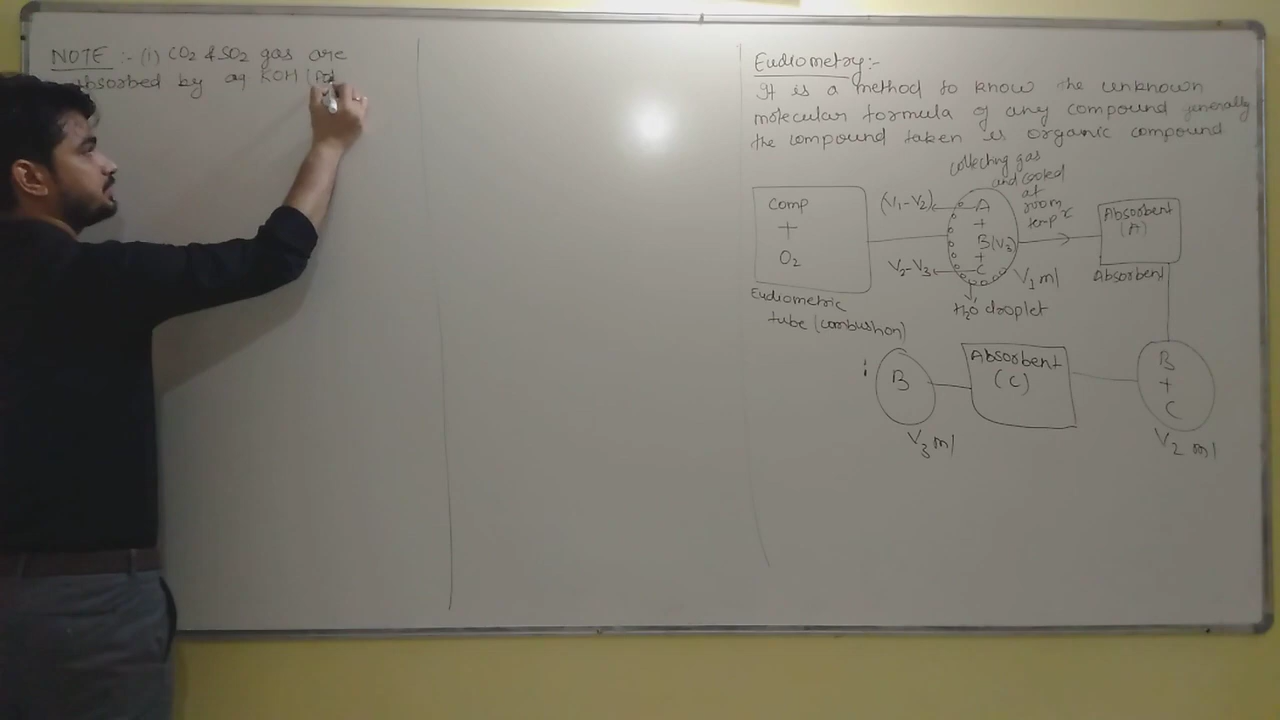 NOTE :- (i) CO2 & SO2 gas are
absorbed by aq KOH (
Eudiometry:-
It is a method to know the unknown
molecular formula of any compound generally
the compound taken is organic compound
collecting gas
and cooled
at
room
temp
Comp
+
O2
Eudiometric
tube (combustion)
(V1-V2)
A
+
B(V3)
+
C
V2-V3
V1 ml
H2O droplet
Absorbent
(A)
Absorbent
B
+
C
V2 ml
Absorbent
(C)
B
V3 ml